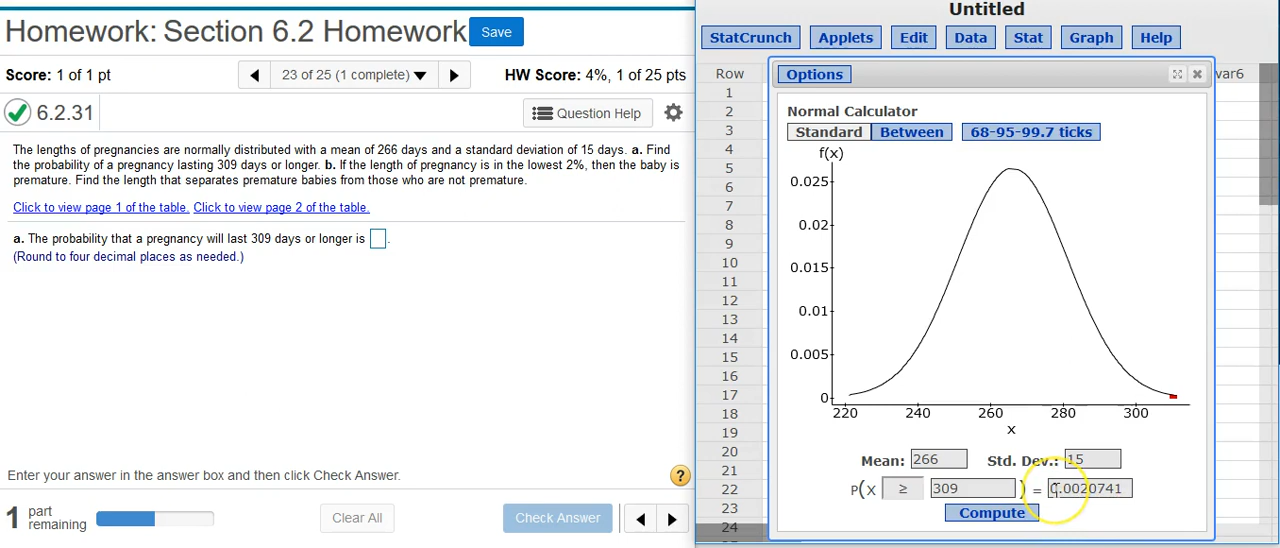 Homework: Section 6.2 Homework Save
Score: 1 of 1 pt
23 of 25 (1 complete)
HW Score: 4%, 1 of 25 pts
6.2.31
Question Help
The lengths of pregnancies are normally distributed with a mean of 266 days and a standard deviation of 15 days. a. Find
the probability of a pregnancy lasting 309 days or longer. b. If the length of pregnancy is in the lowest 2%, then the baby is
premature. Find the length that separates premature babies from those who are not premature.
Click to view page 1 of the table. Click to view page 2 of the table.
a. The probability that a pregnancy will last 309 days or longer is .
(Round to four decimal places as needed.)
Enter your answer in the answer box and then click Check Answer.
?
1 part
remaining
Clear All
Check Answer
Untitled
StatCrunch Applets Edit Data Stat Graph Help
Row
var6
1
2
3
4
5
6
7
8
9
10
11
12
13
14
15
16
17
18
19
20
21
22
23
24
Options
Normal Calculator
Standard Between 68-95-99.7 ticks
f(x)
0.025
0.02
0.015
0.01
0.005
0
220 240 260 280 300
x
Mean: 266 Std. Dev.: 15
P(X ≥ 309 ) = 0.0020741
Compute